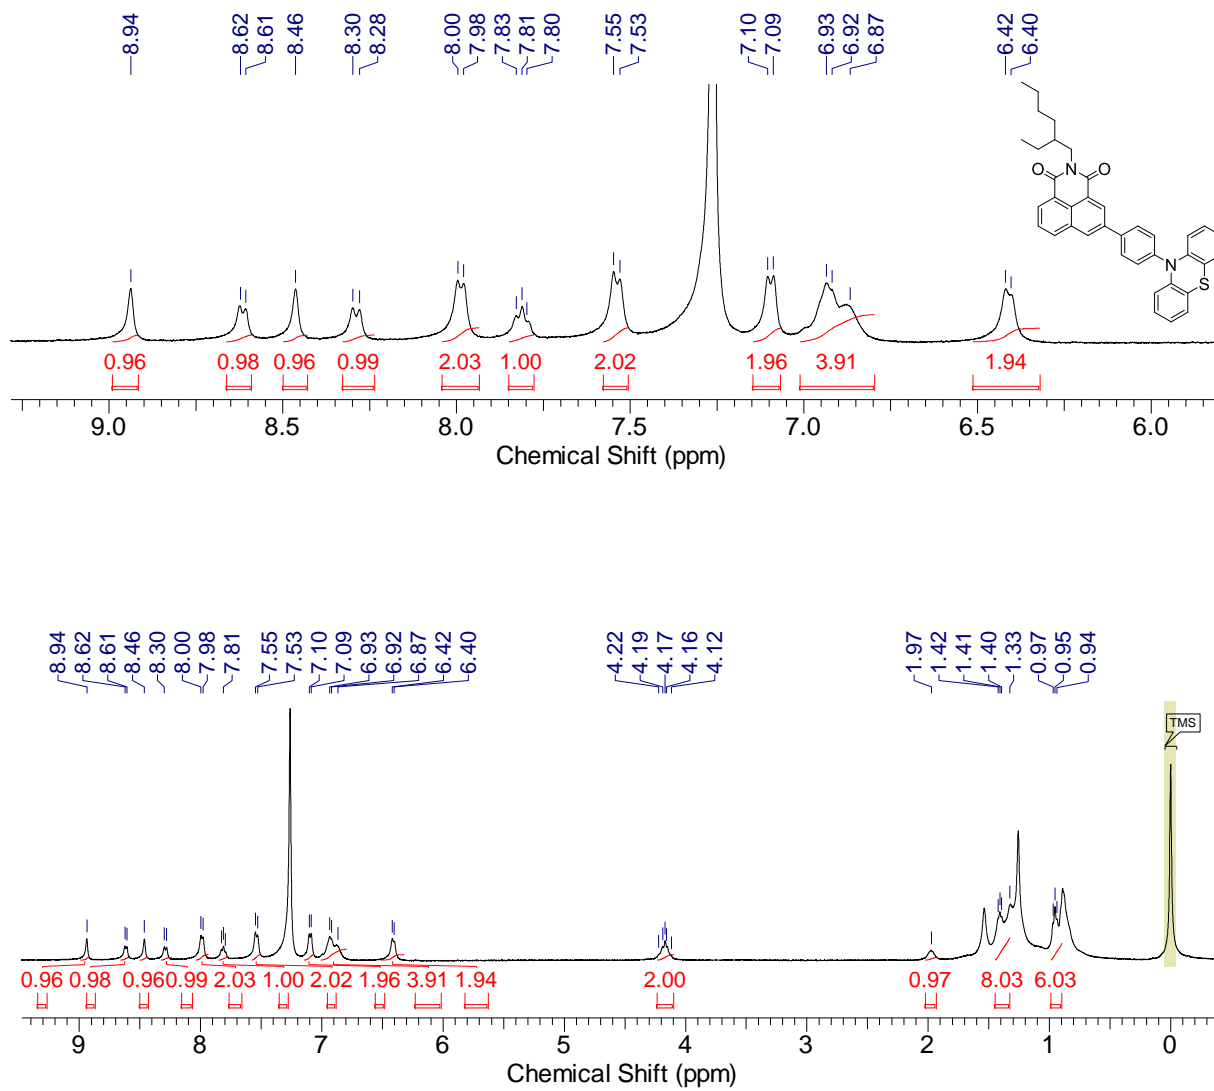 8.94 8.62 8.61 8.46 8.30 8.28 8.00 7.98 7.83 7.81 7.80 7.55 7.53 7.10 7.09 6.93 6.92 6.87 6.42 6.40
O N O
N
S
0.96 0.98 0.96 0.99 2.03 1.00 2.02 1.96 3.91 1.94
9.0 8.5 8.0 7.5 7.0 6.5 6.0
Chemical Shift (ppm)
8.94 8.62 8.61 8.46 8.30 8.00 7.98 7.81 7.55 7.53 7.10 7.09 6.93 6.92 6.87 6.42 6.40 4.22 4.19 4.17 4.16 4.12 1.97 1.42 1.41 1.40 1.33 0.97 0.95 0.94
TMS
0.96 0.98 0.96 0.99 2.03 1.00 2.02 1.96 3.91 1.94 2.00 0.97 8.03 6.03
9 8 7 6 5 4 3 2 1 0
Chemical Shift (ppm)